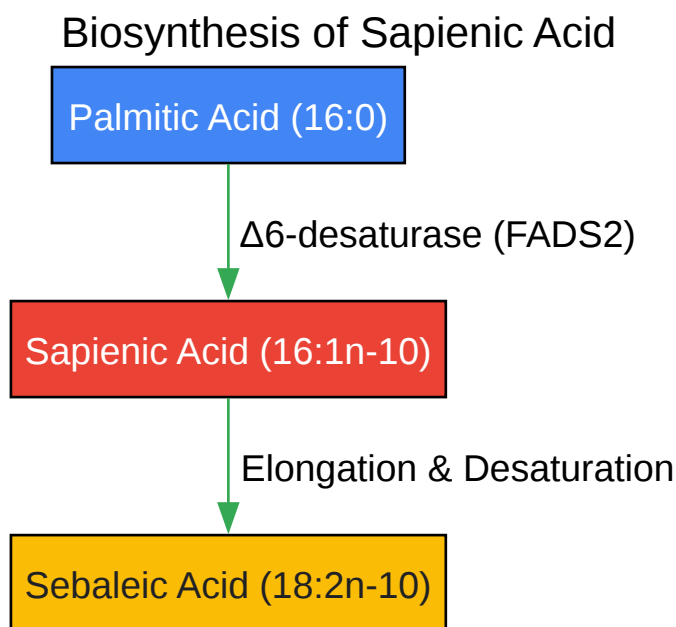 Biosynthesis of Sapienic Acid
Palmitic Acid (16:0)
Δ6-desaturase (FADS2)
Sapienic Acid (16:1n-10)
Elongation & Desaturation
Sebaleic Acid (18:2n-10)